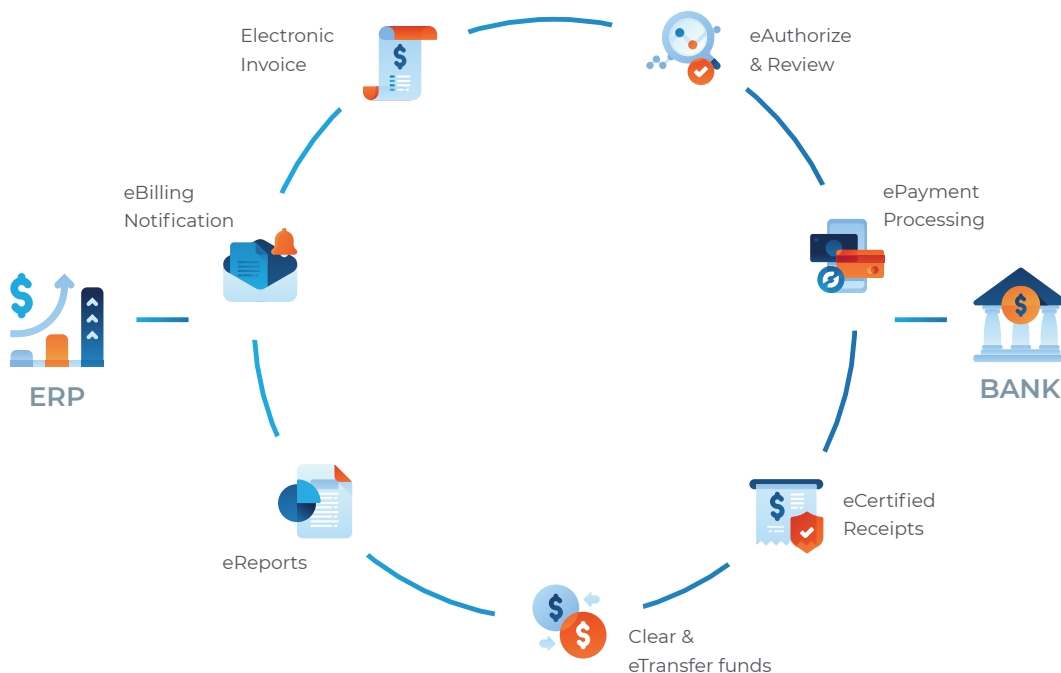 Electronic
Invoice
eAuthorize
& Review
eBilling
Notification
ePayment
Processing
ERP
BANK
eCertified
Receipts
eReports
Clear &
eTransfer funds